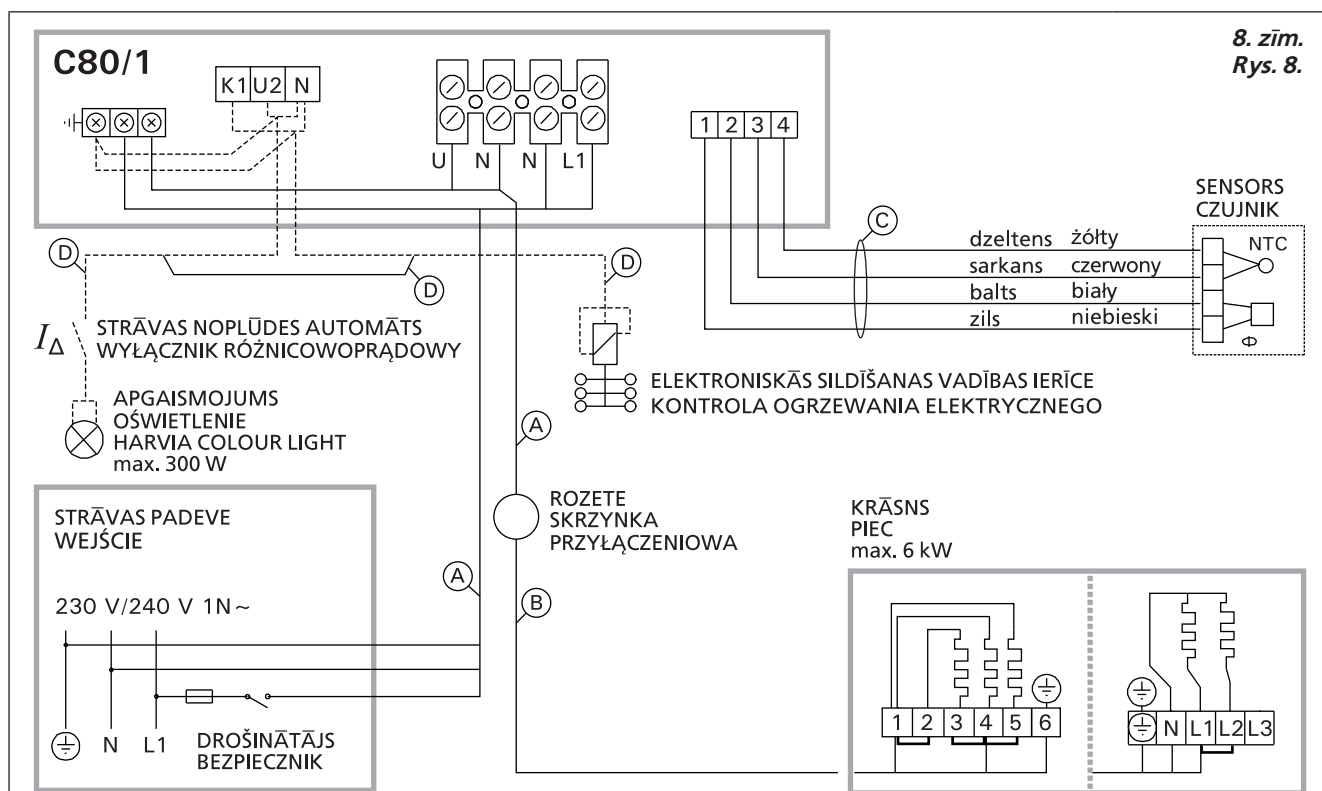 8. zīm.
Rys. 8.
C80/1
K1 U2 N
U N N L1
1 2 3 4
SENSORS
CZUJNIK
C
dzeltens żółty
sarkans czerwony
balts biały
zils niebieski
NTC
Φ
D
D
D
I∆
STRĀVAS NOPLŪDES AUTOMĀTS
WYŁĄCZNIK RÓŻNICOWOPRĄDOWY
APGAISMOJUMS
OŚWIETLENIE
HARVIA COLOUR LIGHT
max. 300 W
ELEKTRONISKĀS SILDĪŠANAS VADĪBAS IERĪCE
KONTROLA OGRZEWANIA ELEKTRYCZNEGO
A
ROZETE
SKRZYNKA
PRZYŁĄCZENIOWA
A
B
STRĀVAS PADEVE
WEJŚCIE
230 V/240 V 1N~
N L1
DROŠINĀTĀJS
BEZPIECZNIK
KRĀSNS
PIEC
max. 6 kW
1 2 3 4 5 6
N L1 L2 L3